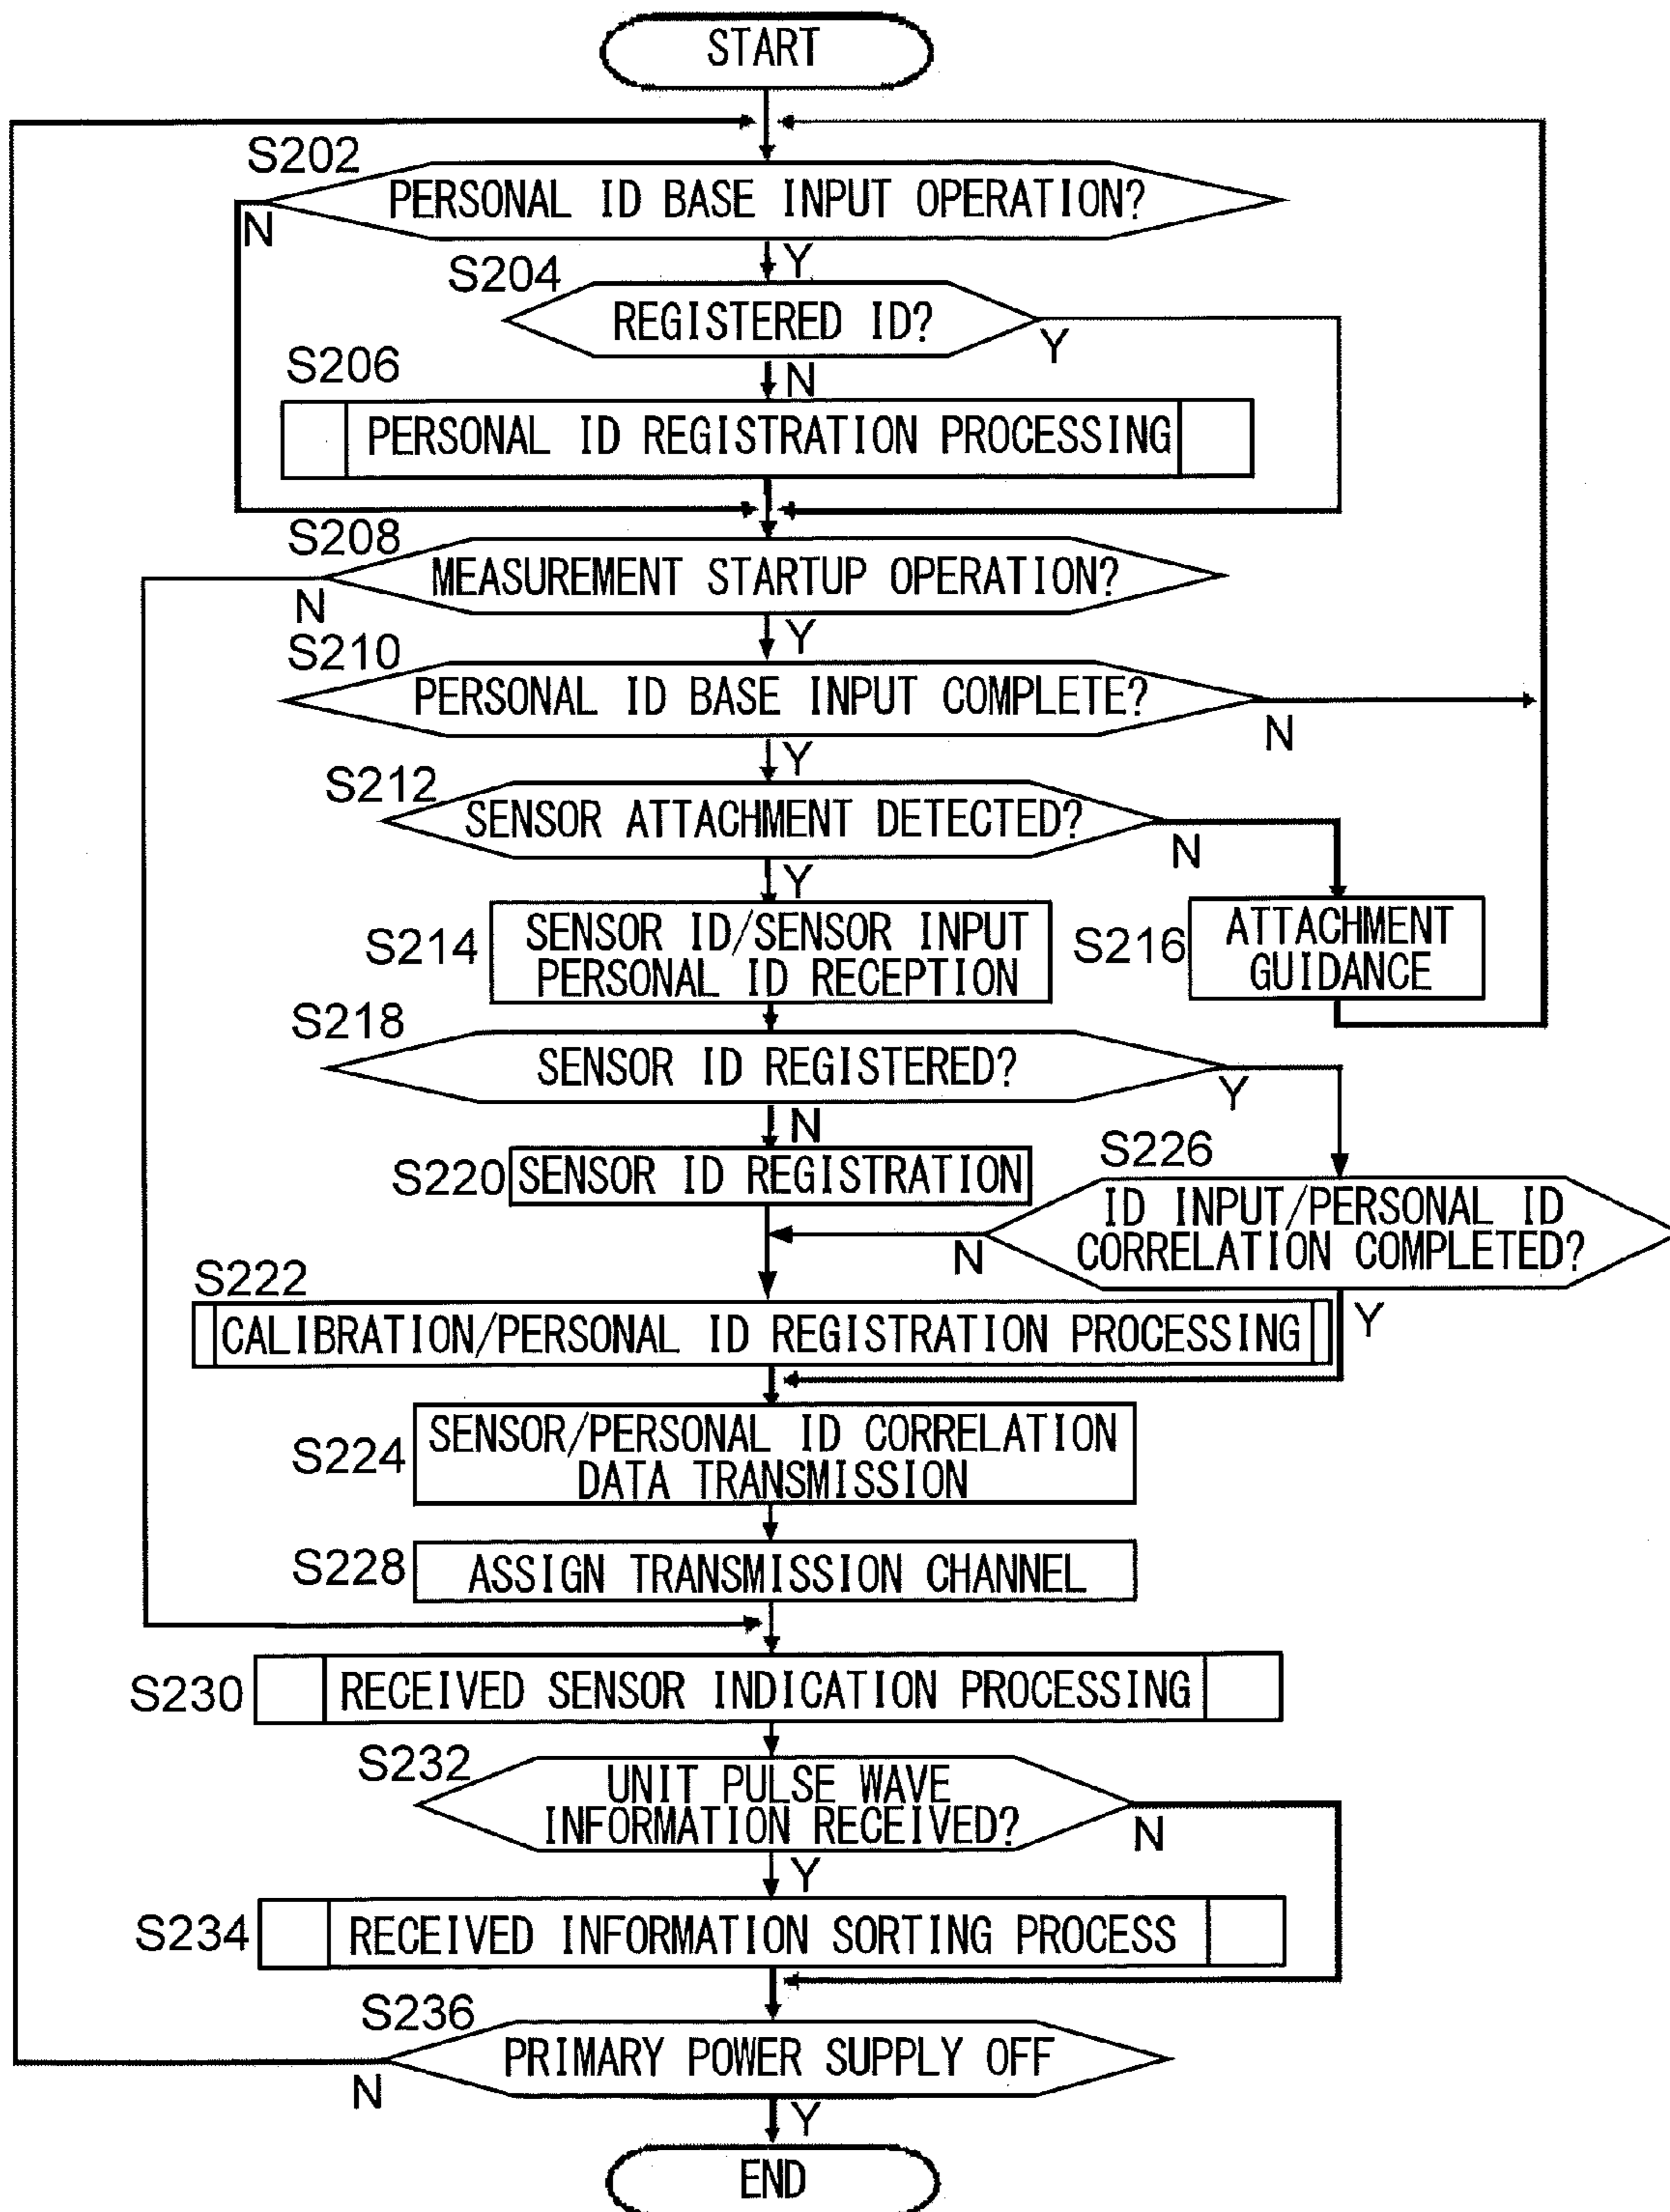 START
S202
PERSONAL ID BASE INPUT OPERATION?
N
Y
S204
REGISTERED ID?
Y
N
S206
PERSONAL ID REGISTRATION PROCESSING
S208
MEASUREMENT STARTUP OPERATION?
N
Y
S210
PERSONAL ID BASE INPUT COMPLETE?
N
Y
S212
SENSOR ATTACHMENT DETECTED?
N
Y
S214
SENSOR ID/SENSOR INPUT
PERSONAL ID RECEPTION
S216
ATTACHMENT
GUIDANCE
S218
SENSOR ID REGISTERED?
Y
N
S220
SENSOR ID REGISTRATION
S226
ID INPUT/PERSONAL ID
CORRELATION COMPLETED?
N
Y
S222
CALIBRATION/PERSONAL ID REGISTRATION PROCESSING
S224
SENSOR/PERSONAL ID CORRELATION
DATA TRANSMISSION
S228
ASSIGN TRANSMISSION CHANNEL
S230
RECEIVED SENSOR INDICATION PROCESSING
S232
UNIT PULSE WAVE
INFORMATION RECEIVED?
N
Y
S234
RECEIVED INFORMATION SORTING PROCESS
S236
PRIMARY POWER SUPPLY OFF
N
Y
END